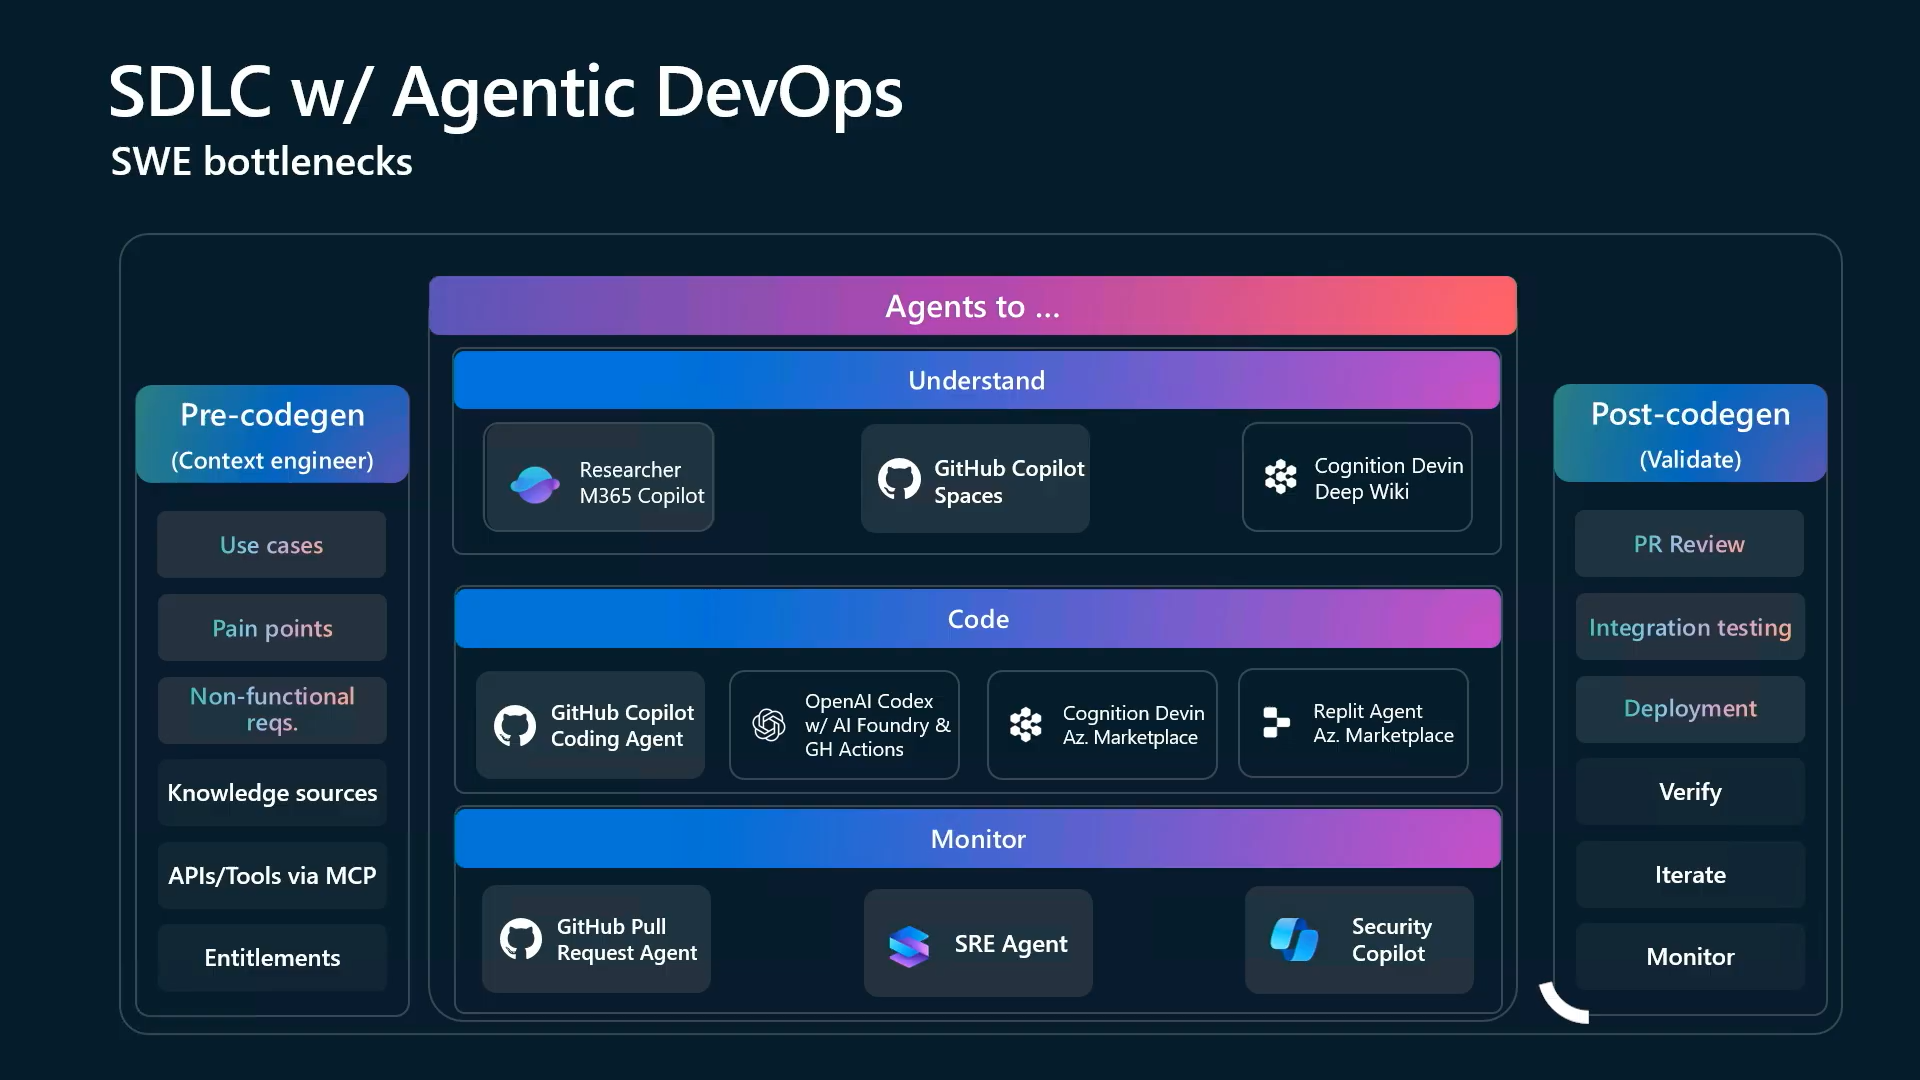 SDLC w/ Agentic DevOps
SWE bottlenecks
Pre-codegen
(Context engineer)
Use cases
Pain points
Non-functional
reqs.
Knowledge sources
APIs/Tools via MCP
Entitlements
Agents to ...
Understand
Researcher
M365 Copilot
GitHub Copilot
Spaces
Cognition Devin
Deep Wiki
Code
GitHub Copilot
Coding Agent
OpenAI Codex
w/ AI Foundry &
GH Actions
Cognition Devin
Az. Marketplace
Replit Agent
Az. Marketplace
Monitor
GitHub Pull
Request Agent
SRE Agent
Security
Copilot
Post-codegen
(Validate)
PR Review
Integration testing
Deployment
Verify
Iterate
Monitor